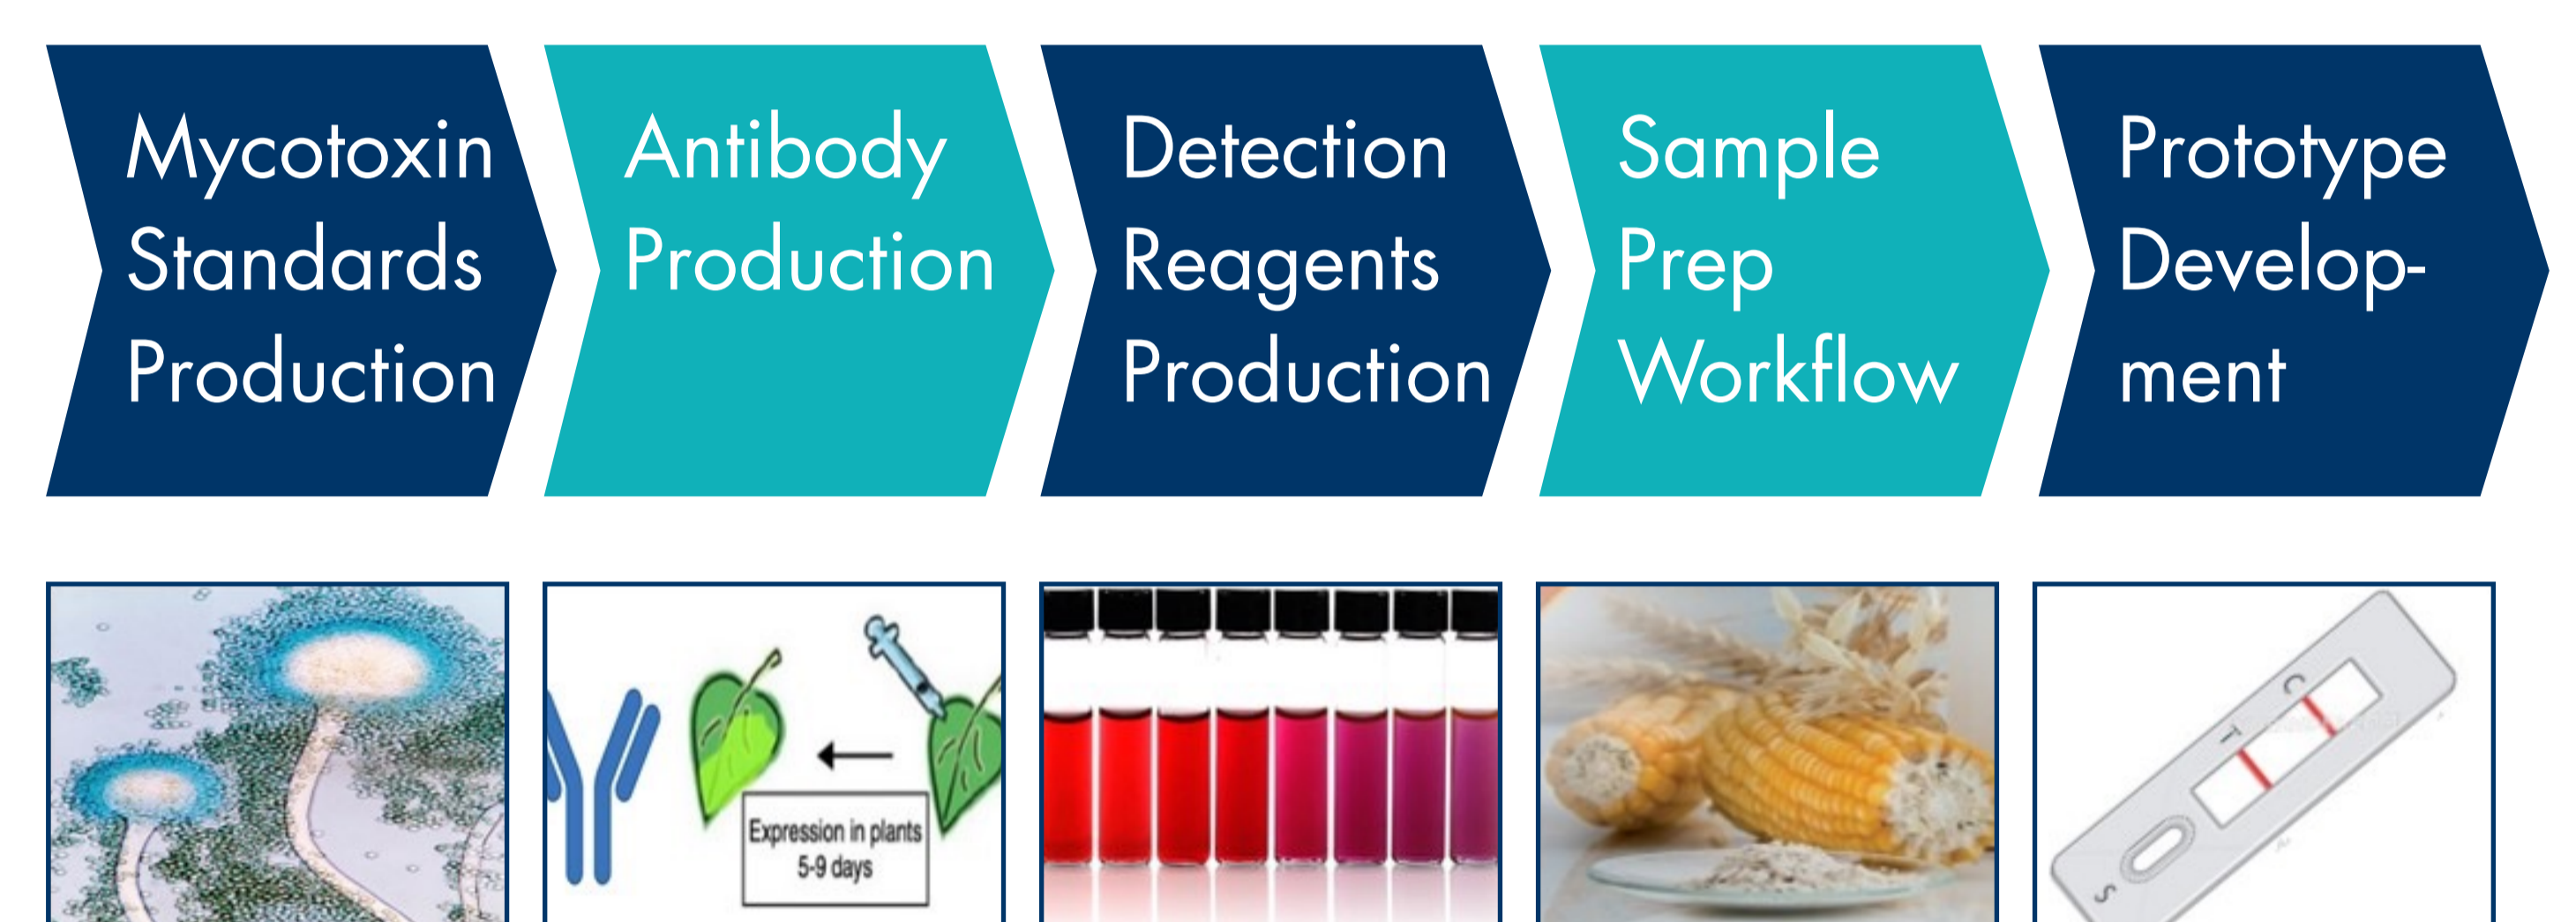 Mycotoxin
Standards
Production
Antibody
Production
Detection
Reagents
Production
Sample
Prep
Workflow
Prototype
Develop-
ment
Expression in plants
5-9 days
C
T
S